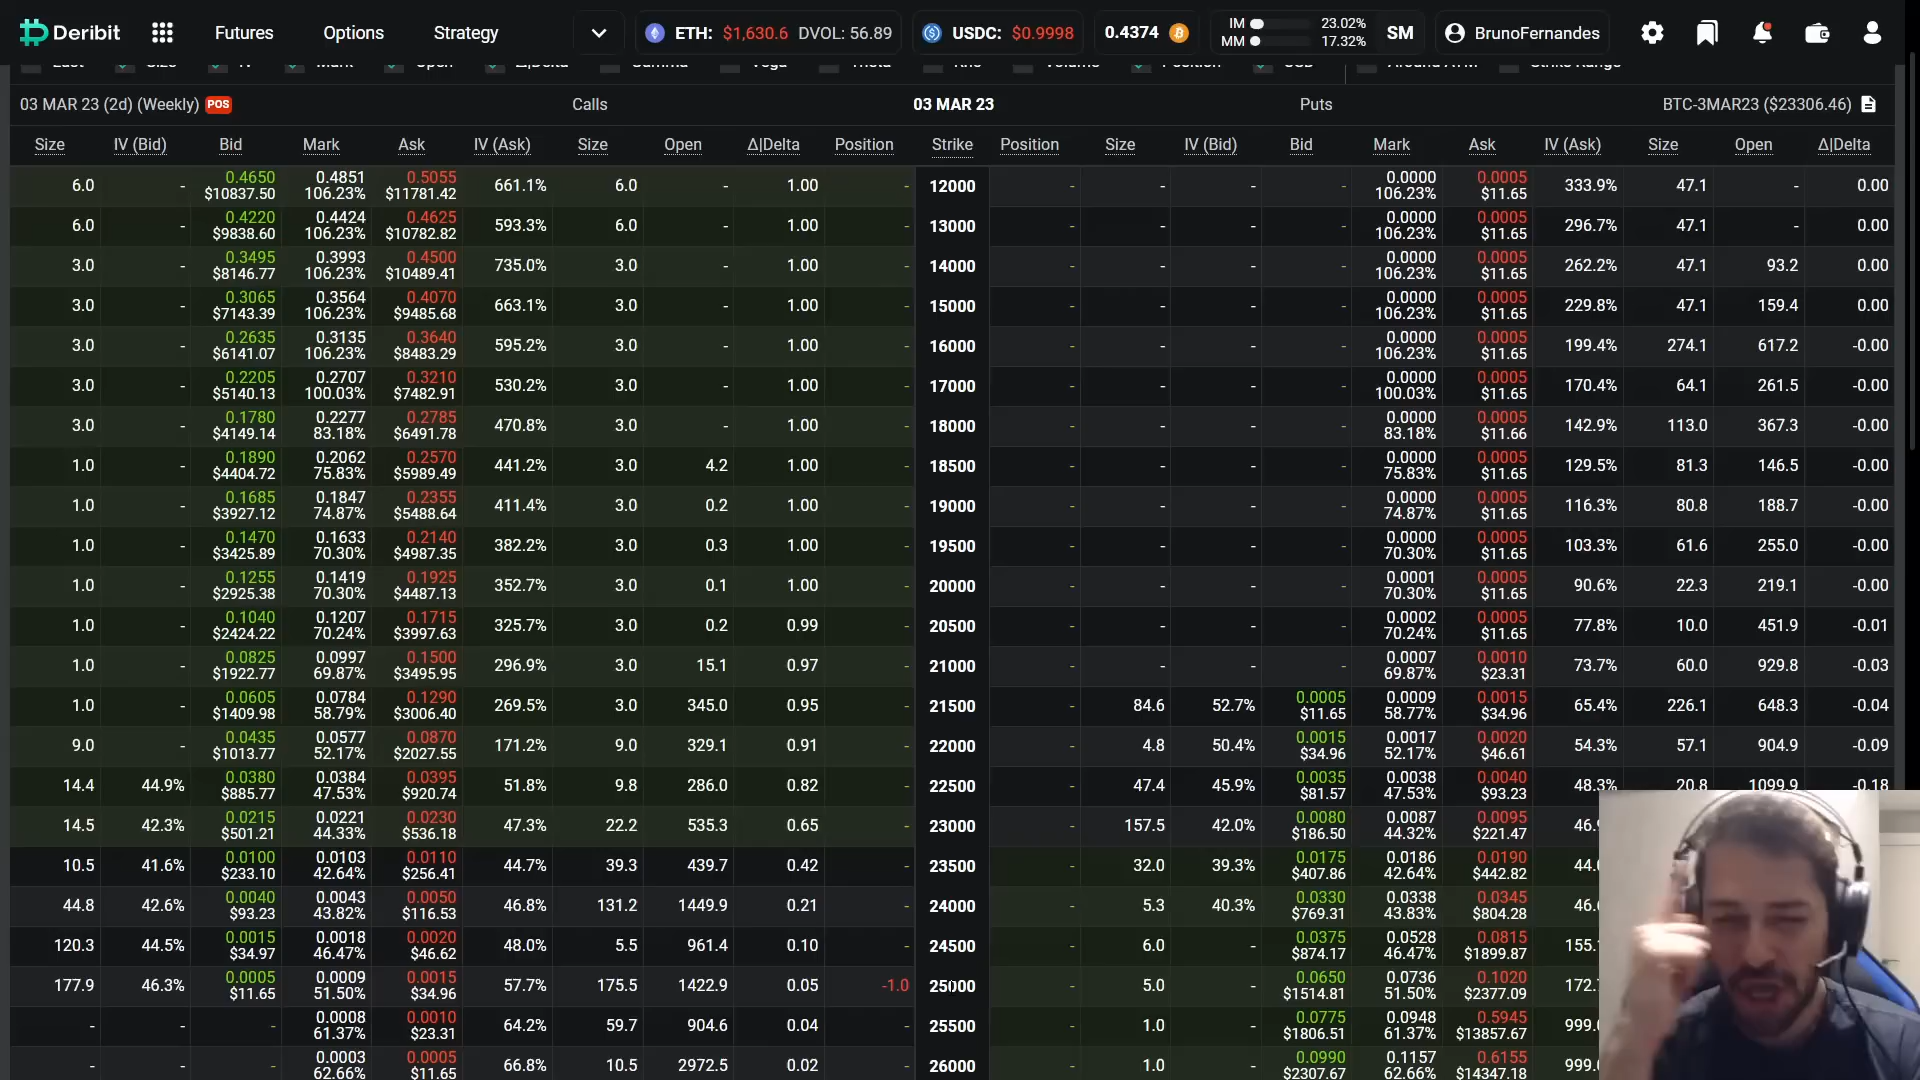 Deribit Futures Options Strategy ETH: $1,630.6 DVOL: 56.89 USDC: $0.9998 0.4374 IM 23.02% MM 17.32% SM BrunoFernandes
03 MAR 23 (2d) (Weekly) POS Calls 03 MAR 23 Puts BTC-3MAR23 ($23306.46)
Size IV (Bid) Bid Mark Ask IV (Ask) Size Open Δ|Delta Position Strike Position Size IV (Bid) Bid Mark Ask IV (Ask) Size Open Δ|Delta
6.0 - 0.4650 0.4851 0.5055 661.1% 6.0 - 1.00 - 12000 - - - - 0.0000 0.0005 333.9% 47.1 - 0.00
$10837.50 106.23% $11781.42 106.23% $11.65
6.0 - 0.4220 0.4424 0.4625 593.3% 6.0 - 1.00 - 13000 - - - - 0.0000 0.0005 296.7% 47.1 - 0.00
$9838.60 106.23% $10782.82 106.23% $11.65
3.0 - 0.3495 0.3993 0.4500 735.0% 3.0 - 1.00 - 14000 - - - - 0.0000 0.0005 262.2% 47.1 93.2 0.00
$8146.77 106.23% $10489.41 106.23% $11.65
3.0 - 0.3065 0.3564 0.4070 663.1% 3.0 - 1.00 - 15000 - - - - 0.0000 0.0005 229.8% 47.1 159.4 0.00
$7143.39 106.23% $9485.68 106.23% $11.65
3.0 - 0.2635 0.3135 0.3640 595.2% 3.0 - 1.00 - 16000 - - - - 0.0000 0.0005 199.4% 274.1 617.2 -0.00
$6141.07 106.23% $8483.29 106.23% $11.65
3.0 - 0.2205 0.2707 0.3210 530.2% 3.0 - 1.00 - 17000 - - - - 0.0000 0.0005 170.4% 64.1 261.5 -0.00
$5140.13 100.03% $7482.91 100.03% $11.65
3.0 - 0.1780 0.2277 0.2785 470.8% 3.0 - 1.00 - 18000 - - - - 0.0000 0.0005 142.9% 113.0 367.3 -0.00
$4149.14 83.18% $6491.78 83.18% $11.66
1.0 - 0.1890 0.2062 0.2570 441.2% 3.0 4.2 1.00 - 18500 - - - - 0.0000 0.0005 129.5% 81.3 146.5 -0.00
$4404.72 75.83% $5989.49 75.83% $11.65
1.0 - 0.1685 0.1847 0.2355 411.4% 3.0 0.2 1.00 - 19000 - - - - 0.0000 0.0005 116.3% 80.8 188.7 -0.00
$3927.12 74.87% $5488.64 74.87% $11.65
1.0 - 0.1470 0.1633 0.2140 382.2% 3.0 0.3 1.00 - 19500 - - - - 0.0000 0.0005 103.3% 61.6 255.0 -0.00
$3425.89 70.30% $4987.35 70.30% $11.65
1.0 - 0.1255 0.1419 0.1925 352.7% 3.0 0.1 1.00 - 20000 - - - - 0.0001 0.0005 90.6% 22.3 219.1 -0.00
$2925.38 70.30% $4487.13 70.30% $11.65
1.0 - 0.1040 0.1207 0.1715 325.7% 3.0 0.2 0.99 - 20500 - - - - 0.0002 0.0005 77.8% 10.0 451.9 -0.01
$2424.22 70.24% $3997.63 70.24% $11.65
1.0 - 0.0825 0.0997 0.1500 296.9% 3.0 15.1 0.97 - 21000 - - - - 0.0007 0.0010 73.7% 60.0 929.8 -0.03
$1922.77 69.87% $3495.95 69.87% $23.31
1.0 - 0.0605 0.0784 0.1290 269.5% 3.0 345.0 0.95 - 21500 - 84.6 52.7% 0.0005 0.0009 0.0015 65.4% 226.1 648.3 -0.04
$1409.98 58.79% $3006.40 $11.65 58.77% $34.96
9.0 - 0.0435 0.0577 0.0870 171.2% 9.0 329.1 0.91 - 22000 - 4.8 50.4% 0.0015 0.0017 0.0020 54.3% 57.1 904.9 -0.09
$1013.77 52.17% $2027.55 $34.96 52.17% $46.61
14.4 44.9% 0.0380 0.0384 0.0395 51.8% 9.8 286.0 0.82 - 22500 - 47.4 45.9% 0.0035 0.0038 0.0040 48.3% 20.8 1099.9 -0.18
$885.77 47.53% $920.74 $81.57 47.53% $93.23
14.5 42.3% 0.0215 0.0221 0.0230 47.3% 22.2 535.3 0.65 - 23000 - 157.5 42.0% 0.0080 0.0087 0.0095
$501.21 44.33% $536.18 $186.50 44.32% $221.47
10.5 41.6% 0.0100 0.0103 0.0110 44.7% 39.3 439.7 0.42 - 23500 - 32.0 39.3% 0.0175 0.0186 0.0190
$233.10 42.64% $256.41 $407.86 42.64% $442.82
44.8 42.6% 0.0040 0.0043 0.0050 46.8% 131.2 1449.9 0.21 - 24000 - 5.3 40.3% 0.0330 0.0338 0.0345
$93.23 43.82% $116.53 $769.31 43.83% $804.28
120.3 44.5% 0.0015 0.0018 0.0020 48.0% 5.5 961.4 0.10 - 24500 - 6.0 - 0.0375 0.0528 0.0815
$34.97 46.47% $46.62 $874.17 46.47% $1899.87
177.9 46.3% 0.0005 0.0009 0.0015 57.7% 175.5 1422.9 0.05 -1.0 25000 - 5.0 - 0.0650 0.0736 0.1020
$11.65 51.50% $34.96 $1514.81 51.50% $2377.09
- - - 0.0008 0.0010 64.2% 59.7 904.6 0.04 - 25500 - 1.0 - 0.0775 0.0948 0.5945
61.37% $23.31 $1806.51 61.37% $13857.67
- - - 0.0003 0.0005 66.8% 10.5 2972.5 0.02 - 26000 - 1.0 - 0.0990 0.1157 0.6155
62.66% $11.65 $2307.67 62.66% $14347.18